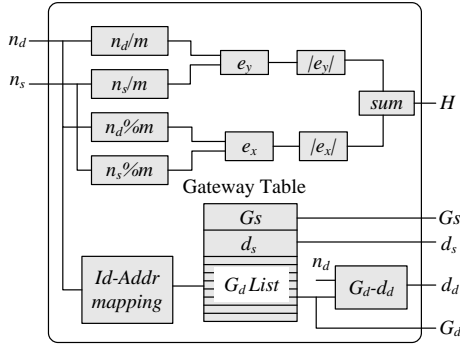 n_d
n_d/m
e_y
|e_y|
n_s
n_s/m
sum
H
n_d%m
e_x
|e_x|
n_s%m
Gateway Table
Gs
Gs
d_s
d_s
Id-Addr
mapping
G_d List
n_d
G_d-d_d
d_d
G_d